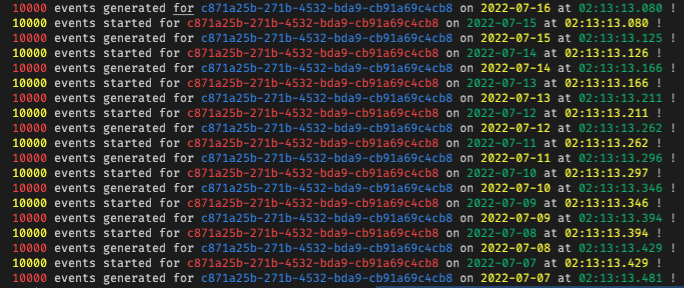 10000 events generated for c871a25b-271b-4532-bda9-cb91a69c4cb8 on 2022-07-16 at 02:13:13.080 !
10000 events started for c871a25b-271b-4532-bda9-cb91a69c4cb8 on 2022-07-15 at 02:13:13.080 !
10000 events generated for c871a25b-271b-4532-bda9-cb91a69c4cb8 on 2022-07-15 at 02:13:13.125 !
10000 events started for c871a25b-271b-4532-bda9-cb91a69c4cb8 on 2022-07-14 at 02:13:13.126 !
10000 events generated for c871a25b-271b-4532-bda9-cb91a69c4cb8 on 2022-07-14 at 02:13:13.166 !
10000 events started for c871a25b-271b-4532-bda9-cb91a69c4cb8 on 2022-07-13 at 02:13:13.166 !
10000 events generated for c871a25b-271b-4532-bda9-cb91a69c4cb8 on 2022-07-13 at 02:13:13.211 !
10000 events started for c871a25b-271b-4532-bda9-cb91a69c4cb8 on 2022-07-12 at 02:13:13.211 !
10000 events generated for c871a25b-271b-4532-bda9-cb91a69c4cb8 on 2022-07-12 at 02:13:13.262 !
10000 events started for c871a25b-271b-4532-bda9-cb91a69c4cb8 on 2022-07-11 at 02:13:13.262 !
10000 events generated for c871a25b-271b-4532-bda9-cb91a69c4cb8 on 2022-07-11 at 02:13:13.296 !
10000 events started for c871a25b-271b-4532-bda9-cb91a69c4cb8 on 2022-07-10 at 02:13:13.297 !
10000 events generated for c871a25b-271b-4532-bda9-cb91a69c4cb8 on 2022-07-10 at 02:13:13.346 !
10000 events started for c871a25b-271b-4532-bda9-cb91a69c4cb8 on 2022-07-09 at 02:13:13.346 !
10000 events generated for c871a25b-271b-4532-bda9-cb91a69c4cb8 on 2022-07-09 at 02:13:13.394 !
10000 events started for c871a25b-271b-4532-bda9-cb91a69c4cb8 on 2022-07-08 at 02:13:13.394 !
10000 events generated for c871a25b-271b-4532-bda9-cb91a69c4cb8 on 2022-07-08 at 02:13:13.429 !
10000 events started for c871a25b-271b-4532-bda9-cb91a69c4cb8 on 2022-07-07 at 02:13:13.429 !
10000 events generated for c871a25b-271b-4532-bda9-cb91a69c4cb8 on 2022-07-07 at 02:13:13.481 !